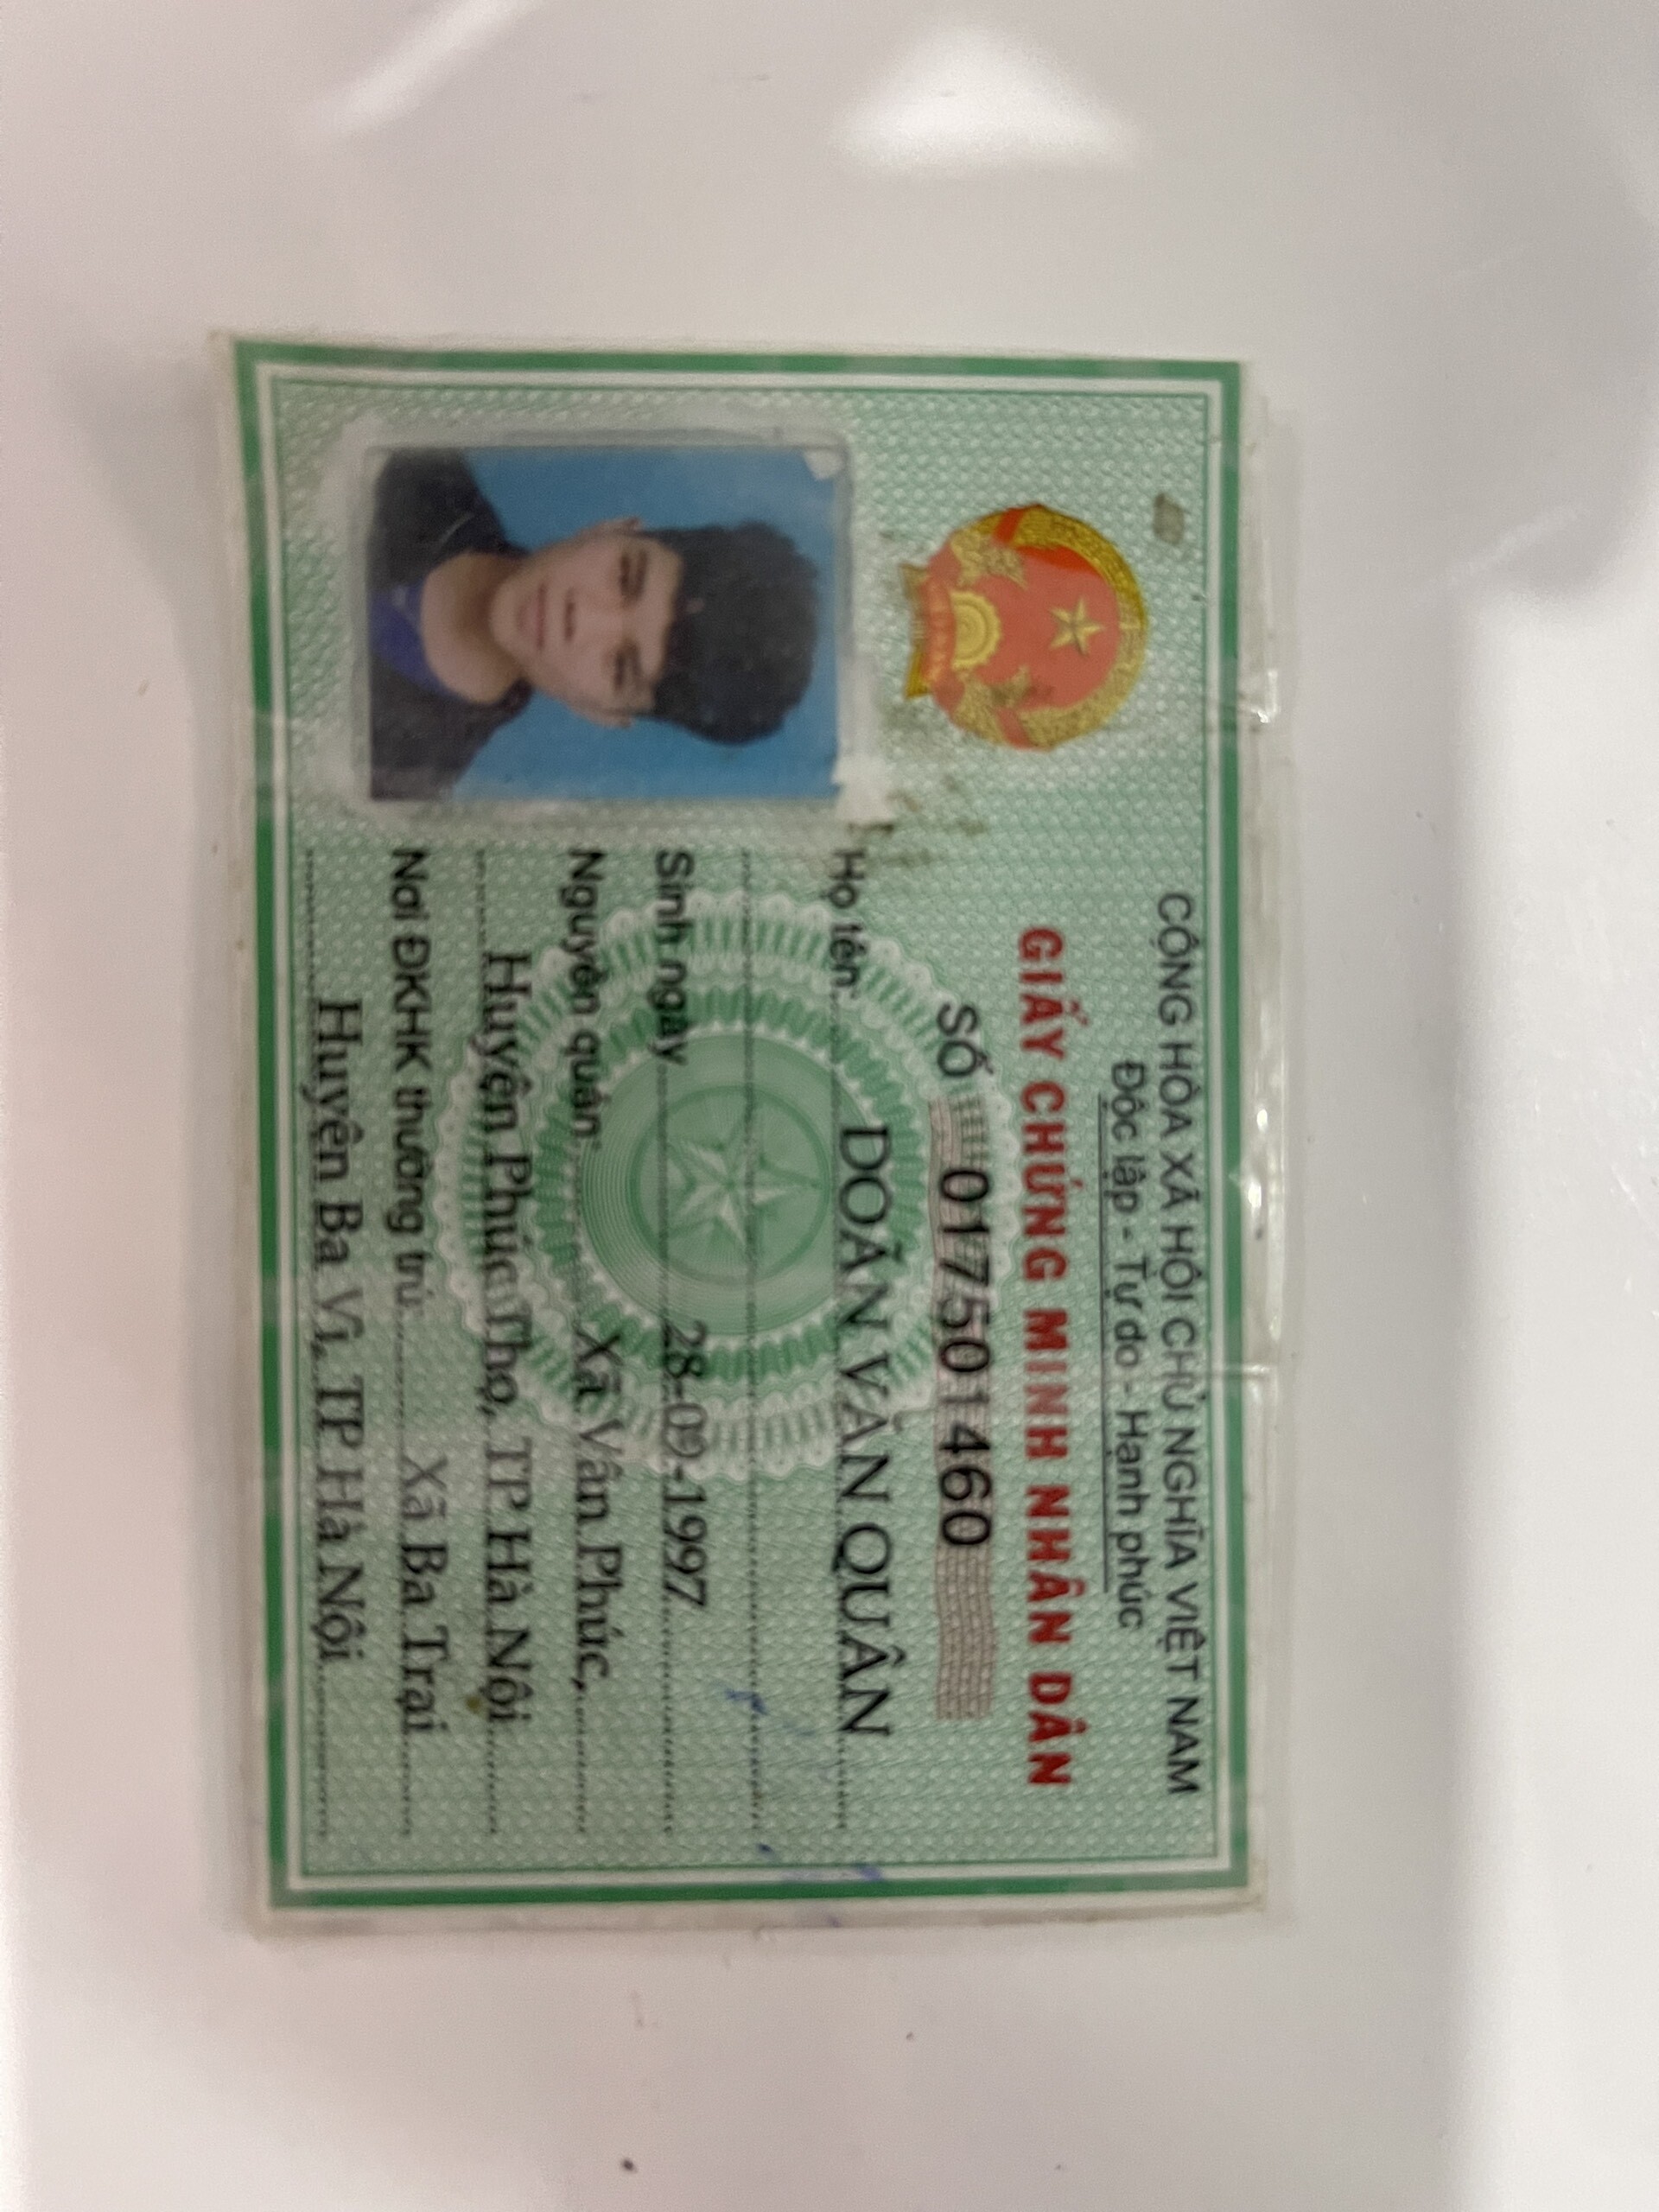 CỘNG HÒA XÃ HỘI CHỦ NGHĨA VIỆT NAM
Độc lập - Tự do - Hạnh phúc
GIẤY CHỨNG MINH NHÂN DÂN
SỐ 017501460
Họ tên: DOÃN VĂN QUÂN
Sinh ngày 28-09-1997
Nguyên quán: Xã Vân Phúc,
Huyện Phúc Thọ, TP Hà Nội
Nơi ĐKHK thường trú: Xã Ba Trại
Huyện Ba Vì, TP Hà Nội